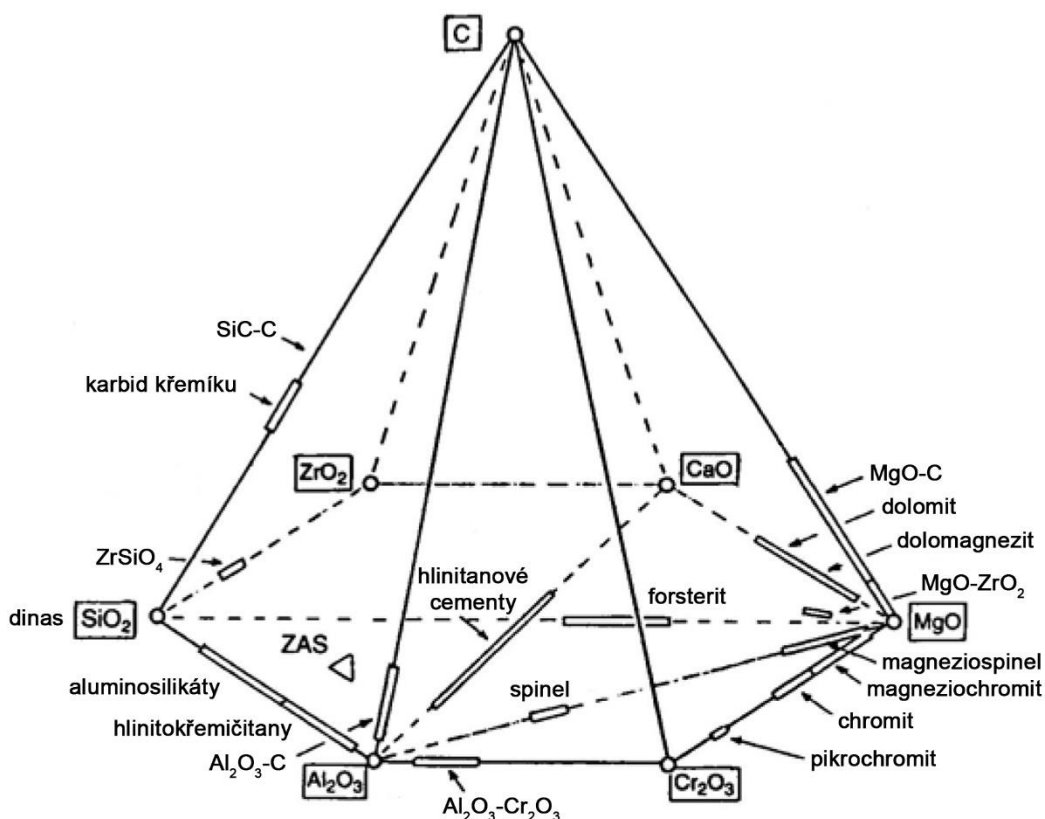 C
SiC-C
karbid křemíku
ZrO₂
CaO
MgO-C
dolomit
dolomagnezit
ZrSiO₄
hlinitanové
cementy
forsterit
MgO-ZrO₂
dinas
SiO₂
MgO
ZAS
magneziospinel
aluminosilikáty
spinel
magneziochromit
hlinitokřemičitany
chromit
pikrochromit
Al₂O₃-C
Al₂O₃
Cr₂O₃
Al₂O₃-Cr₂O₃